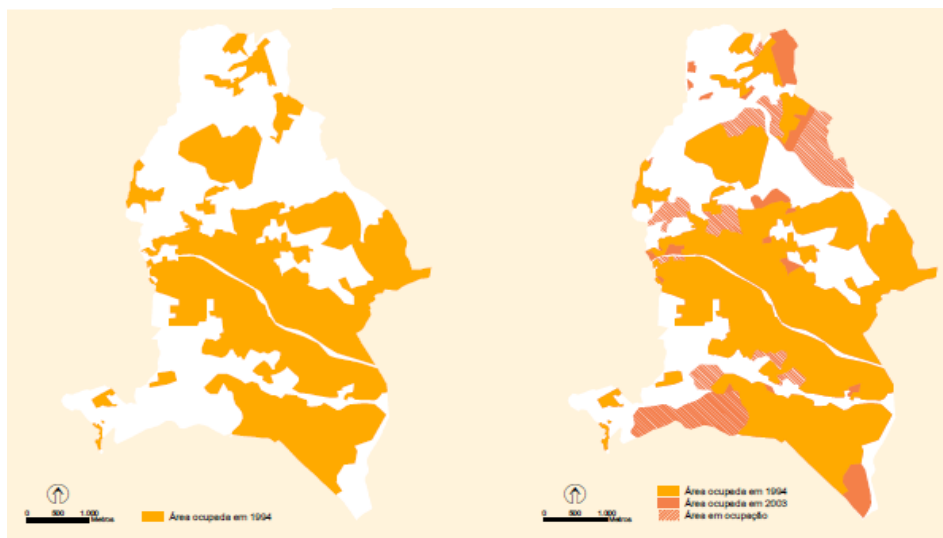 0 500 1.000
Metros
Área ocupada em 1994
0 500 1.000
Metros
Área ocupada em 1994
Área ocupada em 2003
Área em ocupação